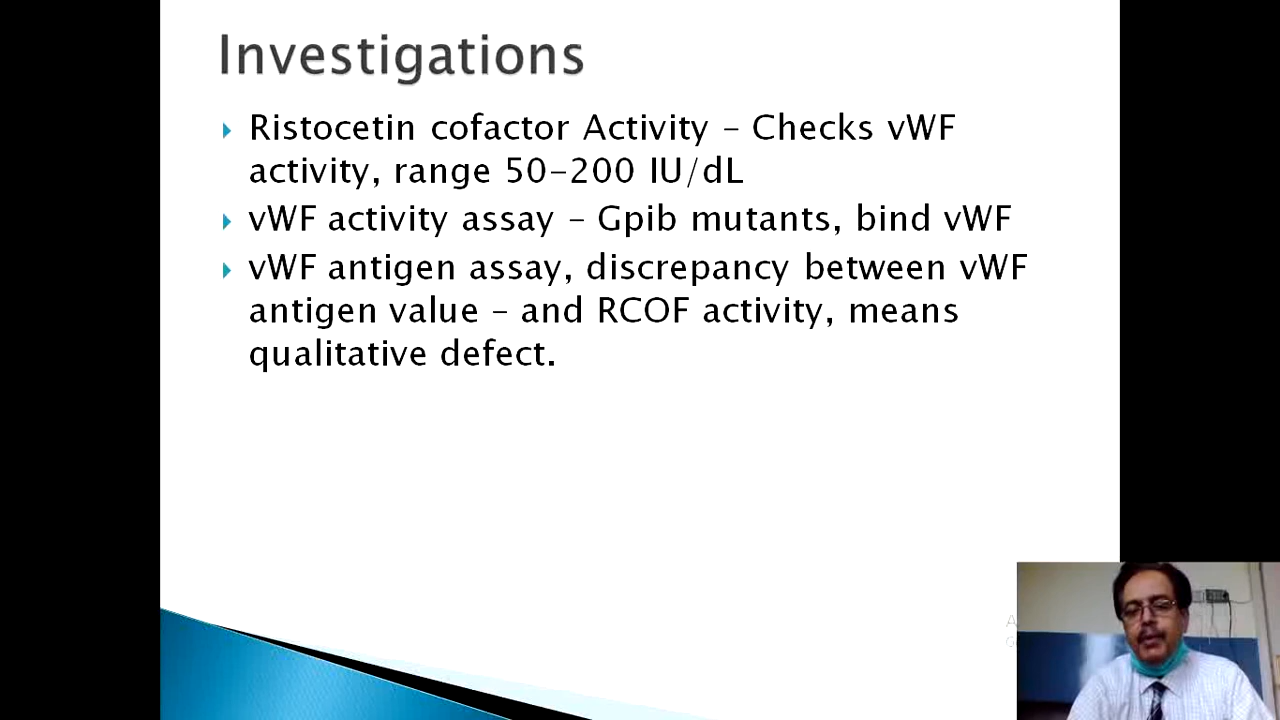 Investigations
Ristocetin cofactor Activity – Checks vWF
activity, range 50-200 IU/dL
vWF activity assay – Gpib mutants, bind vWF
vWF antigen assay, discrepancy between vWF
antigen value – and RCOF activity, means
qualitative defect.